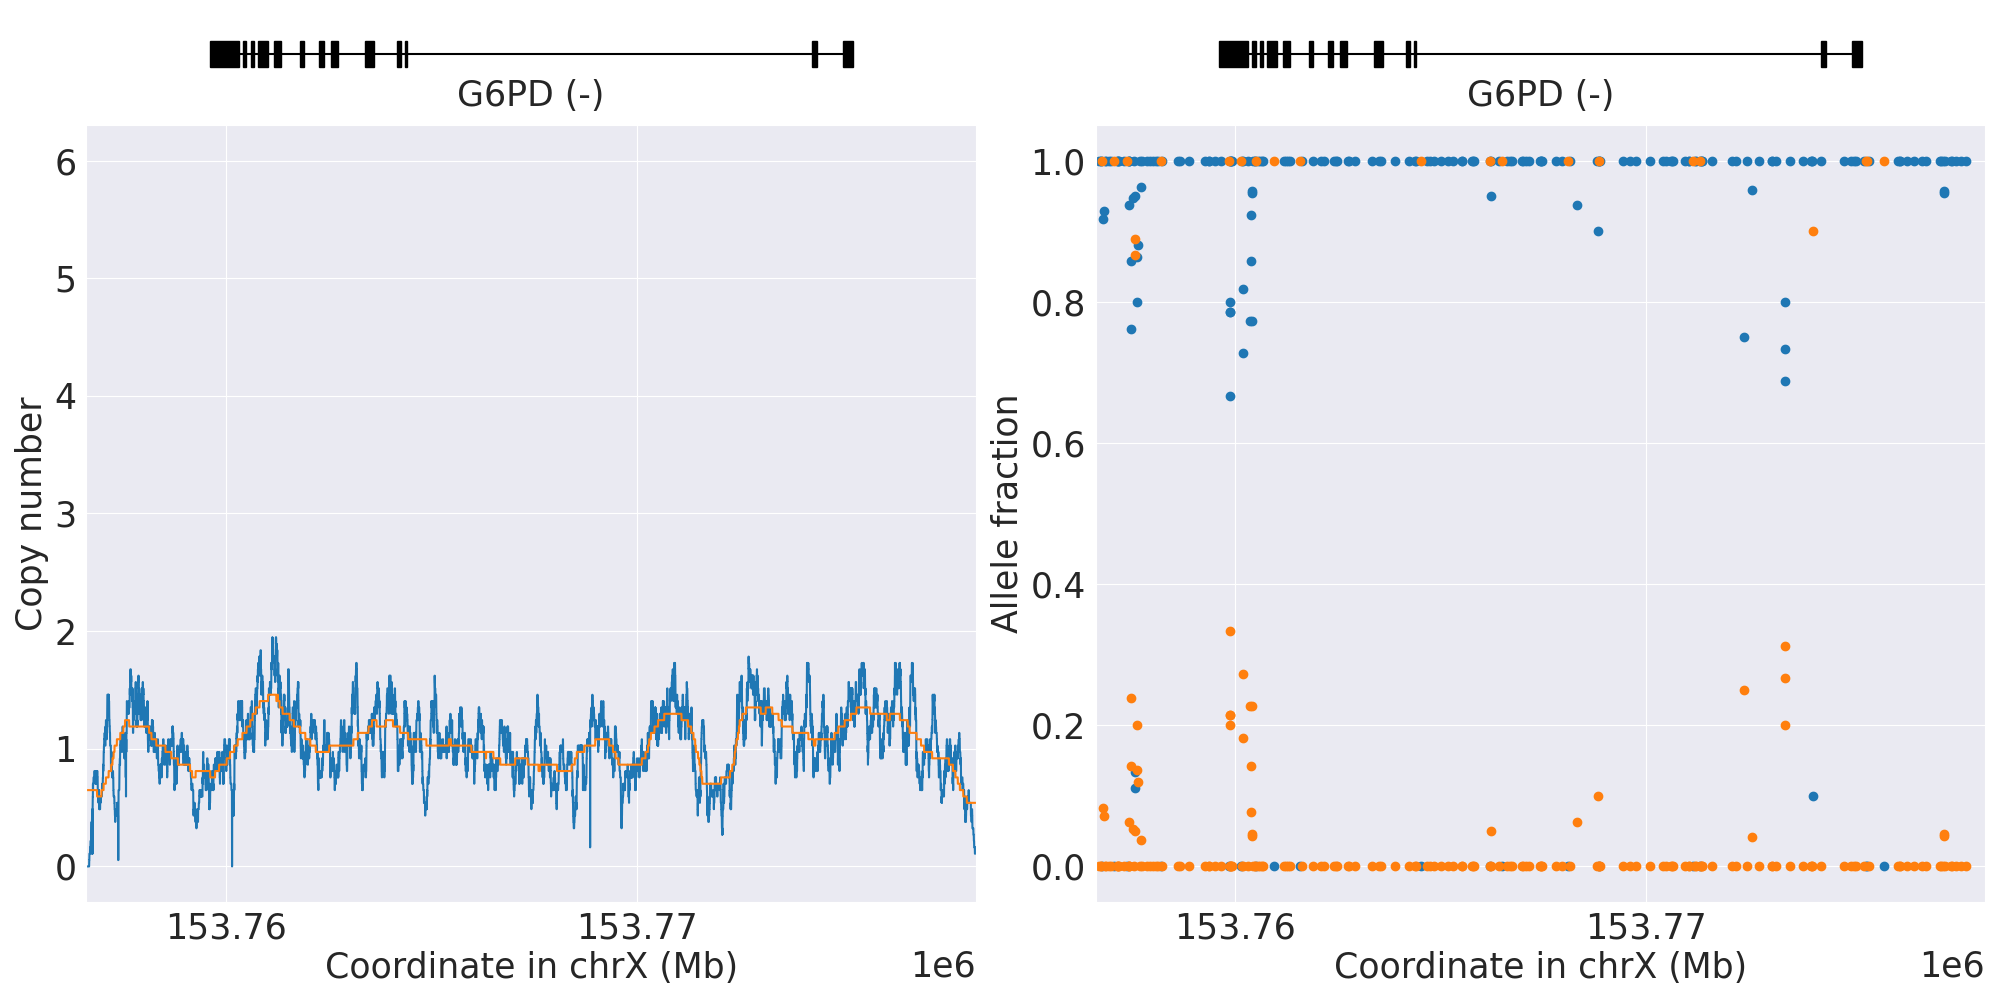 G6PD (-)
6
5
4
3
2
1
0
Copy number
153.76
153.77
Coordinate in chrX (Mb)
1e6
G6PD (-)
1.0
0.8
0.6
0.4
0.2
0.0
Allele fraction
153.76
153.77
Coordinate in chrX (Mb)
1e6